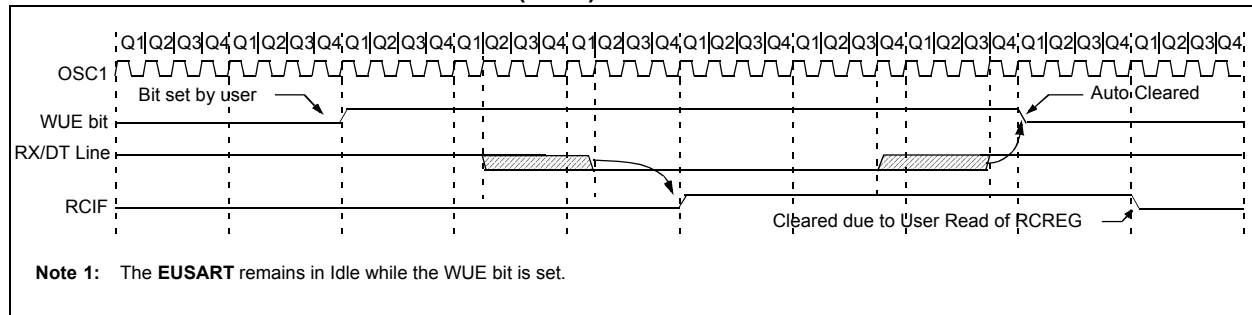 Q1 Q2 Q3 Q4 Q1 Q2 Q3 Q4 Q1 Q2 Q3 Q4 Q1 Q2 Q3 Q4 Q1 Q2 Q3 Q4 Q1 Q2 Q3 Q4 Q1 Q2 Q3 Q4 Q1 Q2 Q3 Q4 Q1 Q2 Q3 Q4 Q1 Q2 Q3 Q4
OSC1
Bit set by user
Auto Cleared
WUE bit
RX/DT Line
RCIF
Cleared due to User Read of RCREG
Note 1: The EUSART remains in Idle while the WUE bit is set.